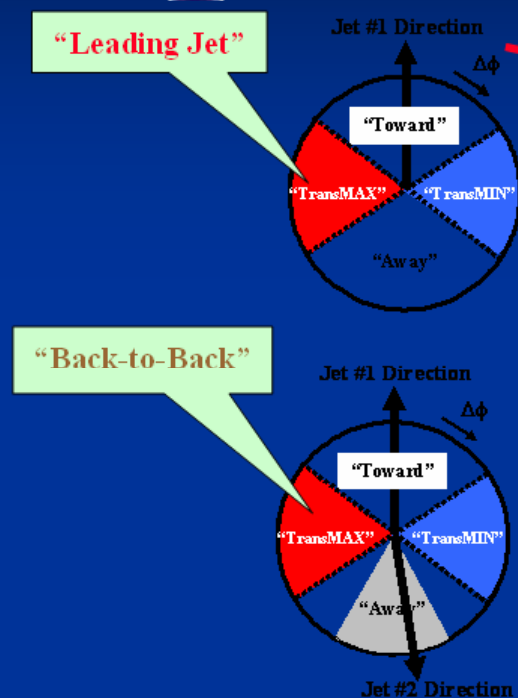 “Leading Jet”
Jet #1 Direction
Δϕ
“Toward”
“TransMAX”
“TransMIN”
“Away”
“Back-to-Back”
Jet #1 Direction
Δϕ
“Toward”
“TransMAX”
“TransMIN”
“Away”
Jet #2 Direction